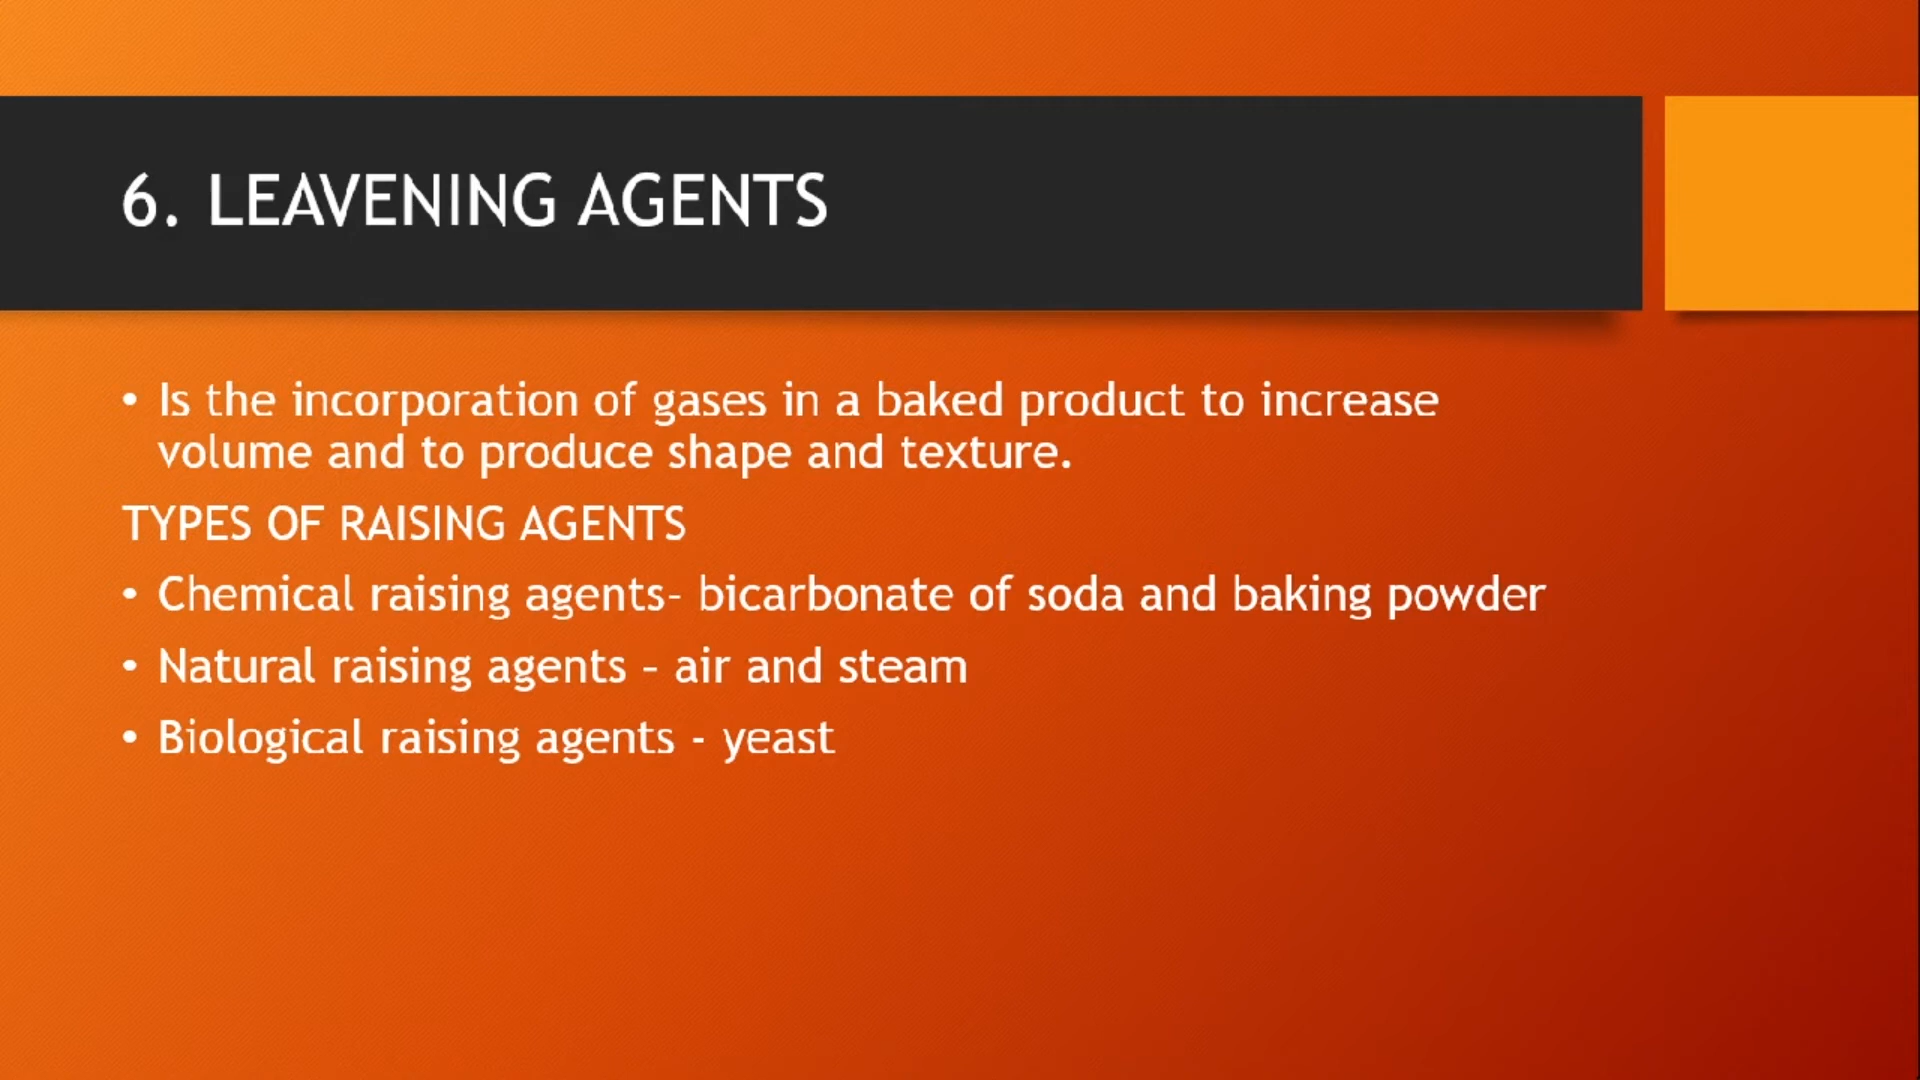 6. LEAVENING AGENTS
• Is the incorporation of gases in a baked product to increase
volume and to produce shape and texture.
TYPES OF RAISING AGENTS
• Chemical raising agents– bicarbonate of soda and baking powder
• Natural raising agents – air and steam
• Biological raising agents - yeast